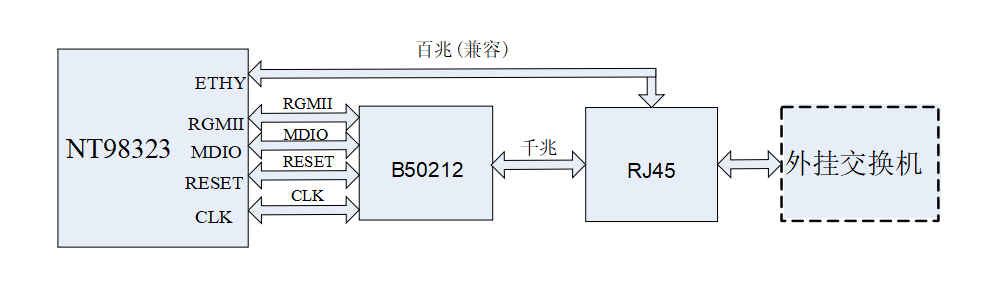 百兆(兼容)
ETHY
RGMII
RGMII
MDIO
NT98323
MDIO
RESET
RESET
CLK
CLK
B50212
千兆
RJ45
外挂交换机